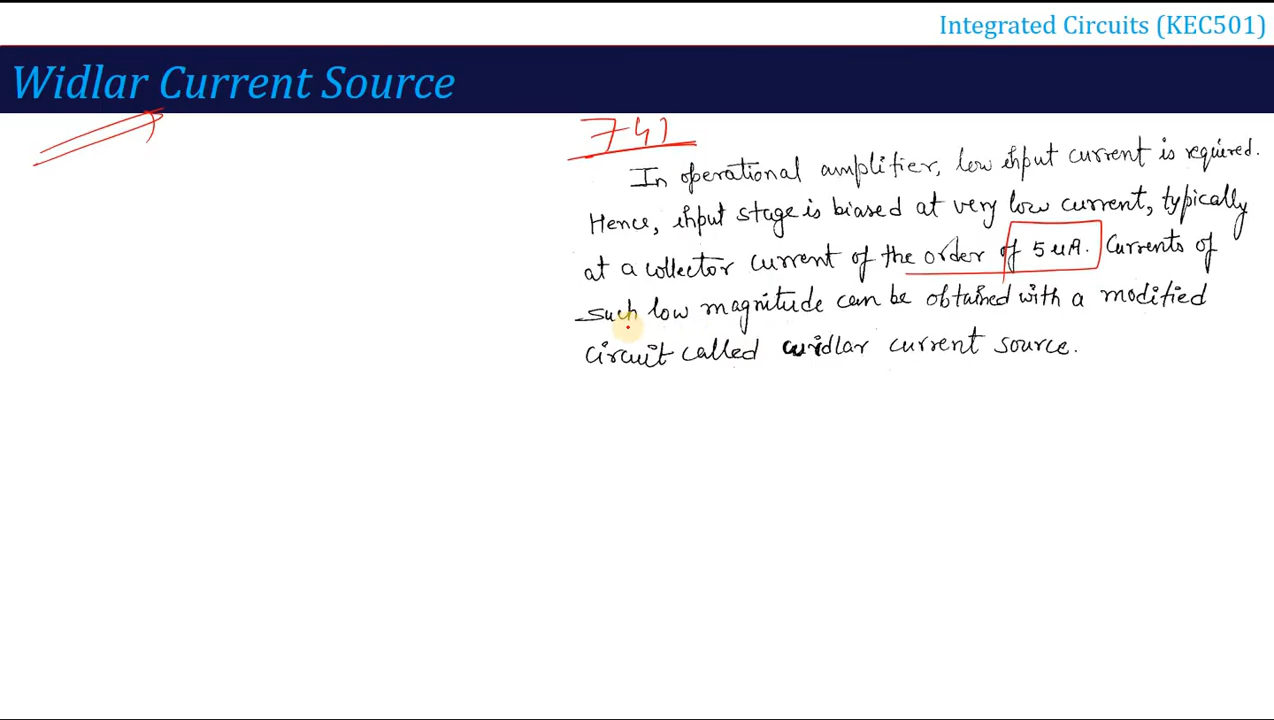 Integrated Circuits (KEC501)
Widlar Current Source
741
In operational amplifier, low input current is required.
Hence, input stage is biased at very low current, typically
at a collector current of the order of 5 μA. Currents of
such low magnitude can be obtained with a modified
circuit called widlar current source.